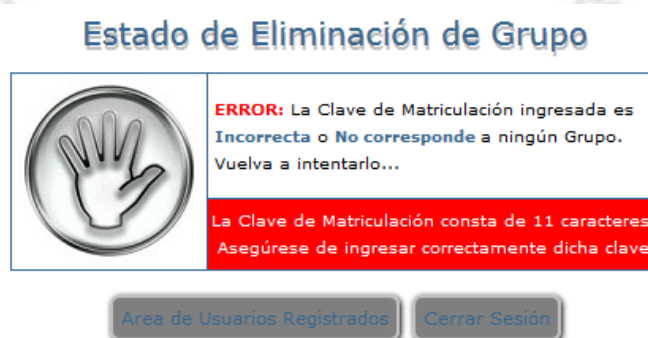 Estado de Eliminación de Grupo
ERROR: La Clave de Matriculación ingresada es
Incorrecta o No corresponde a ningún Grupo.
Vuelva a intentarlo...
La Clave de Matriculación consta de 11 caracteres
Asegúrese de ingresar correctamente dicha clave
Area de Usuarios Registrados
Cerrar Sesión